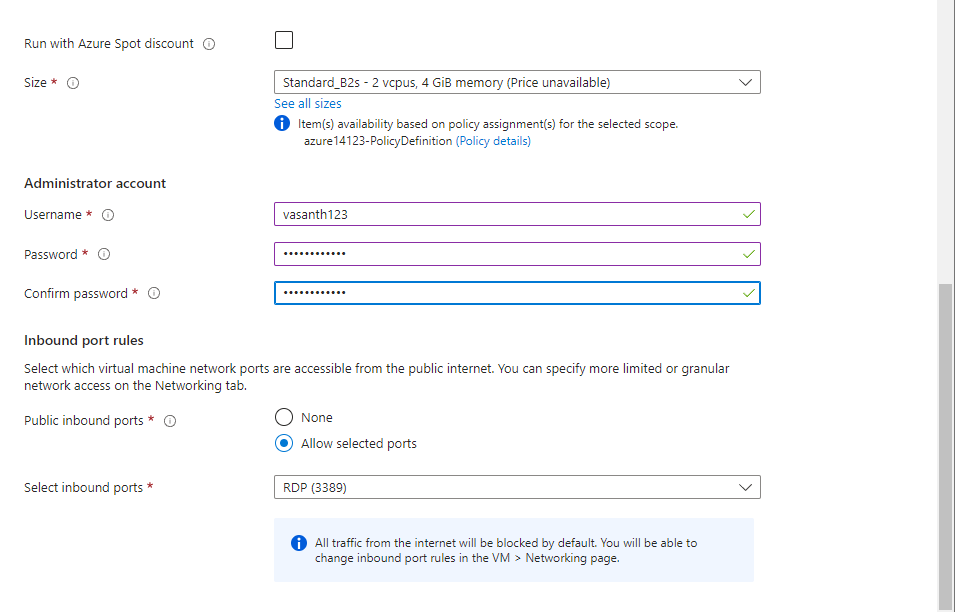 Run with Azure Spot discount
Size *
Standard_B2s - 2 vcpus, 4 GiB memory (Price unavailable)
See all sizes
Item(s) availability based on policy assignment(s) for the selected scope.
azure14123-PolicyDefinition (Policy details)
Administrator account
Username *
vasanth123
Password *
••••••••••••
Confirm password *
••••••••••••
Inbound port rules
Select which virtual machine network ports are accessible from the public internet. You can specify more limited or granular
network access on the Networking tab.
Public inbound ports *
None
Allow selected ports
Select inbound ports *
RDP (3389)
All traffic from the internet will be blocked by default. You will be able to
change inbound port rules in the VM > Networking page.